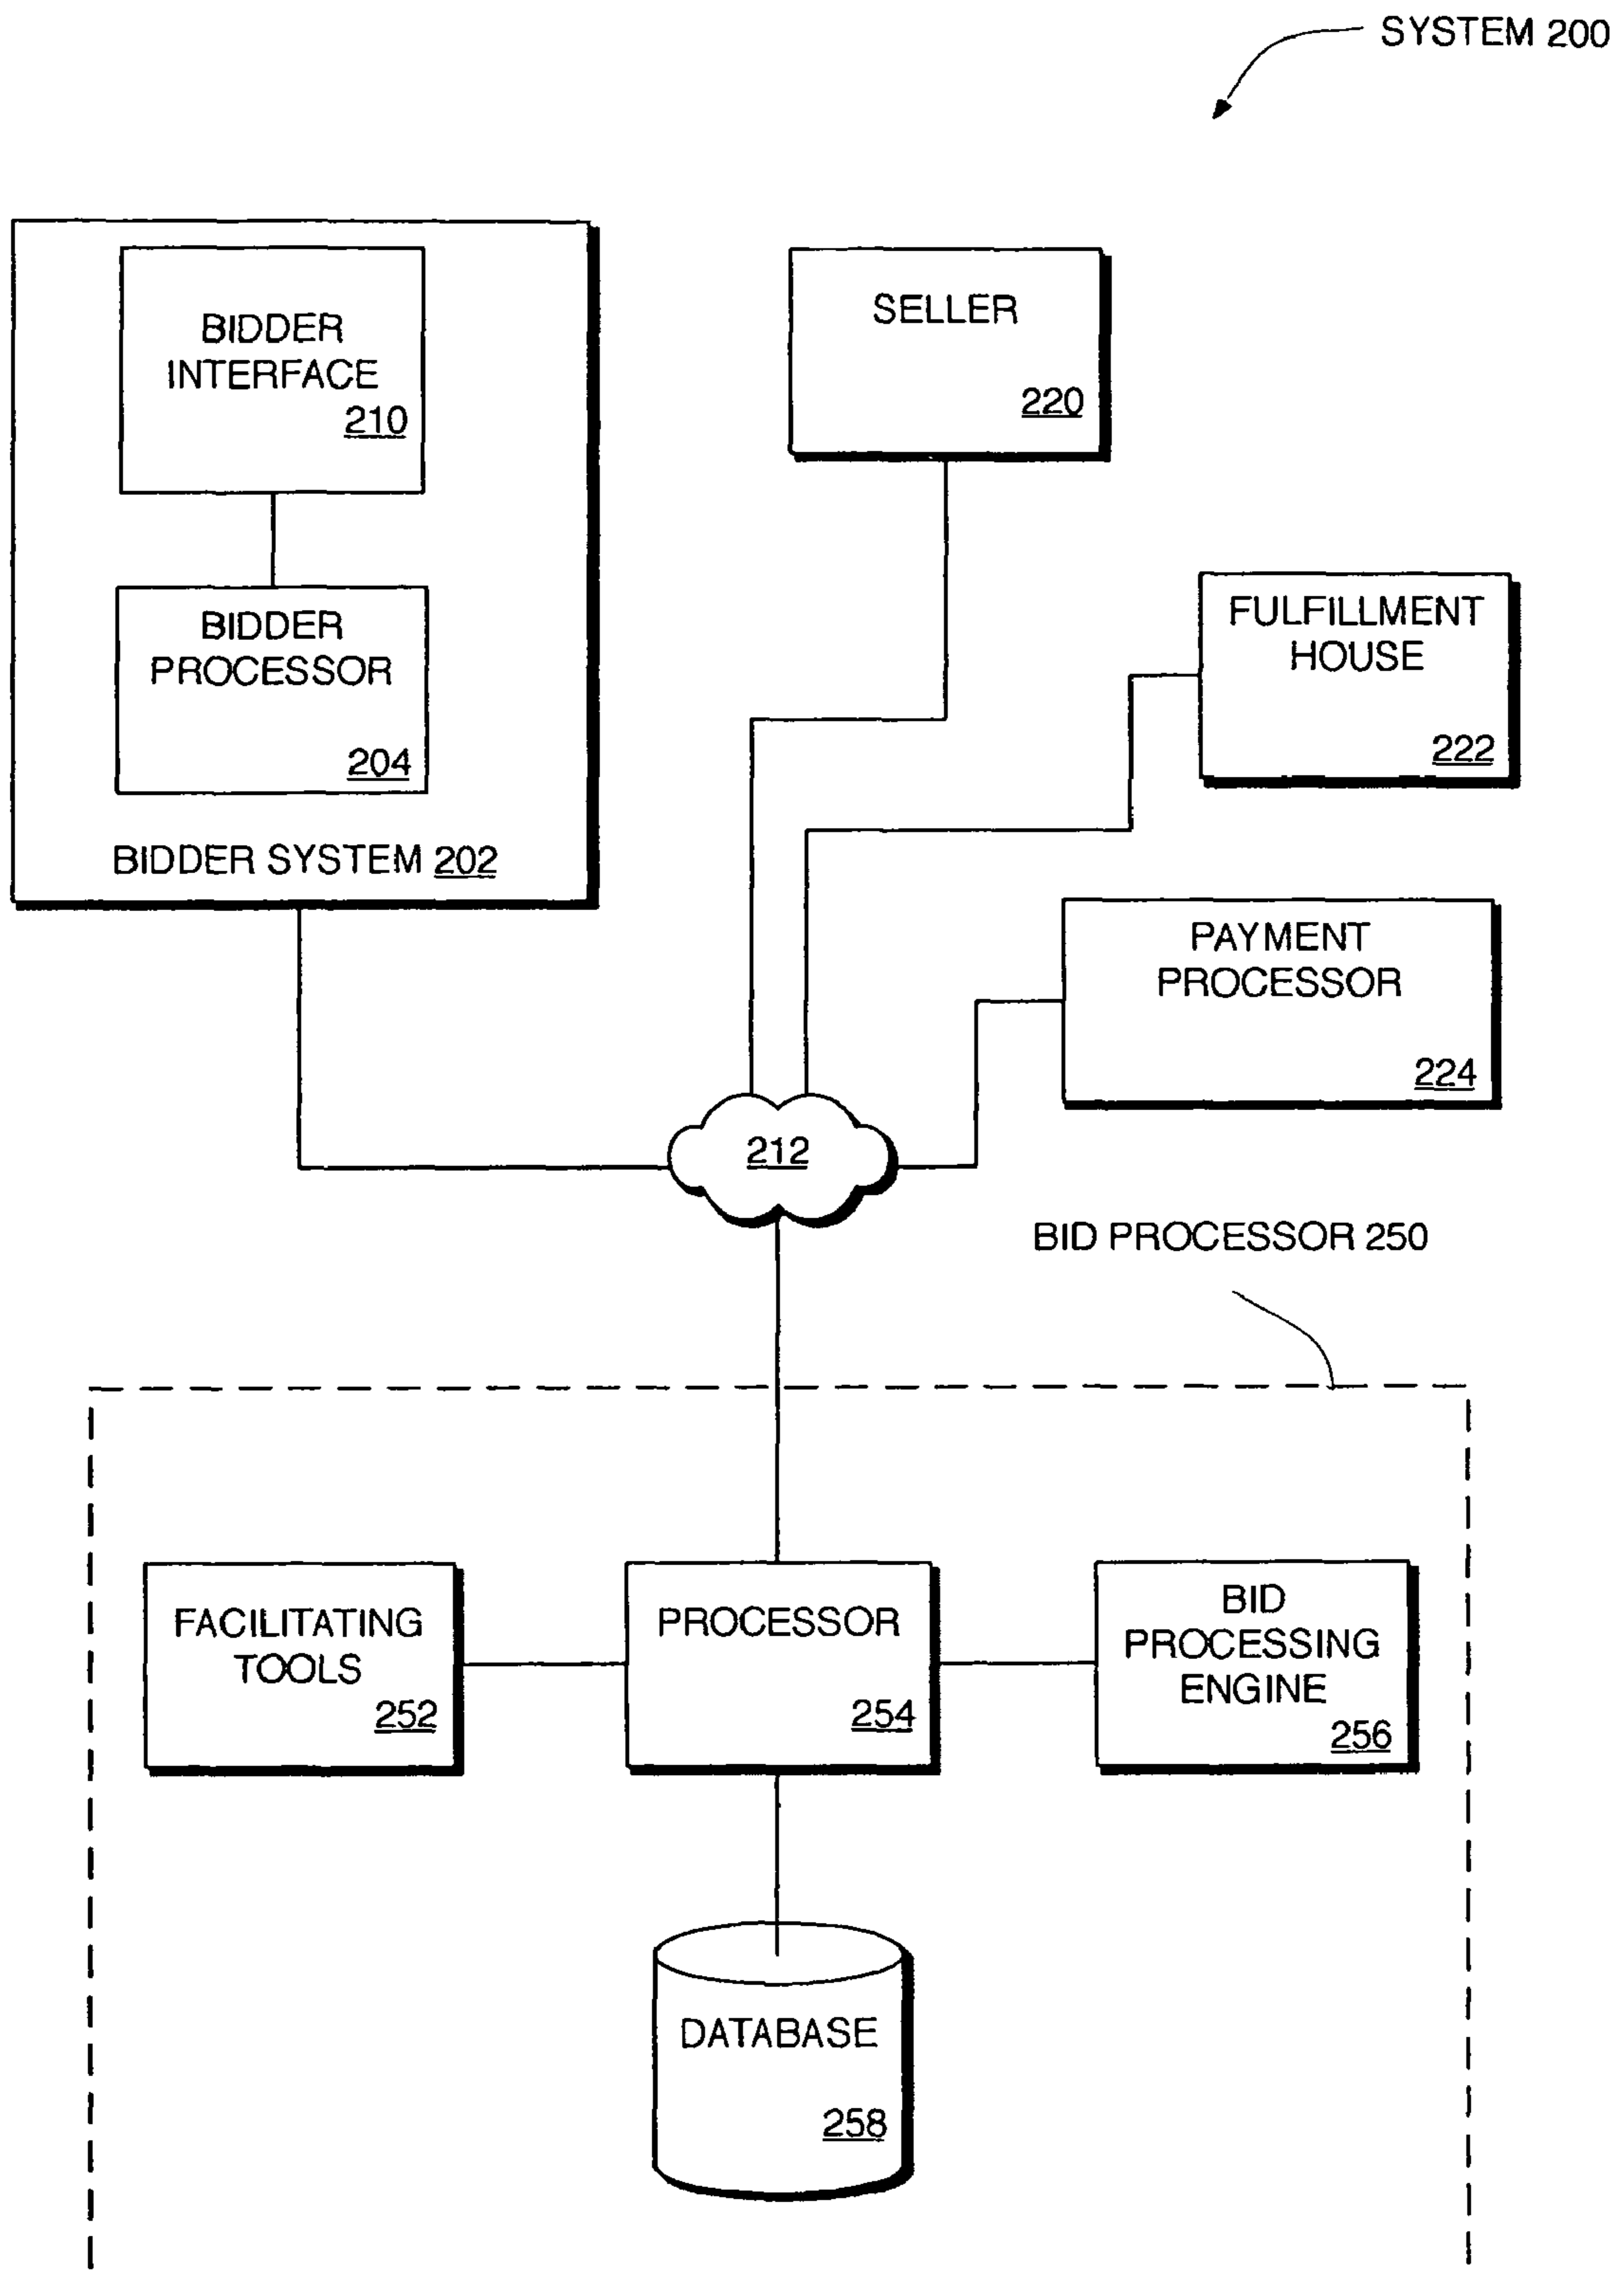 SYSTEM 200
BIDDER
INTERFACE
210
BIDDER
PROCESSOR
204
BIDDER SYSTEM 202
SELLER
220
FULFILLMENT
HOUSE
222
PAYMENT
PROCESSOR
224
212
BID PROCESSOR 250
FACILITATING
TOOLS
252
PROCESSOR
254
BID
PROCESSING
ENGINE
256
DATABASE
258